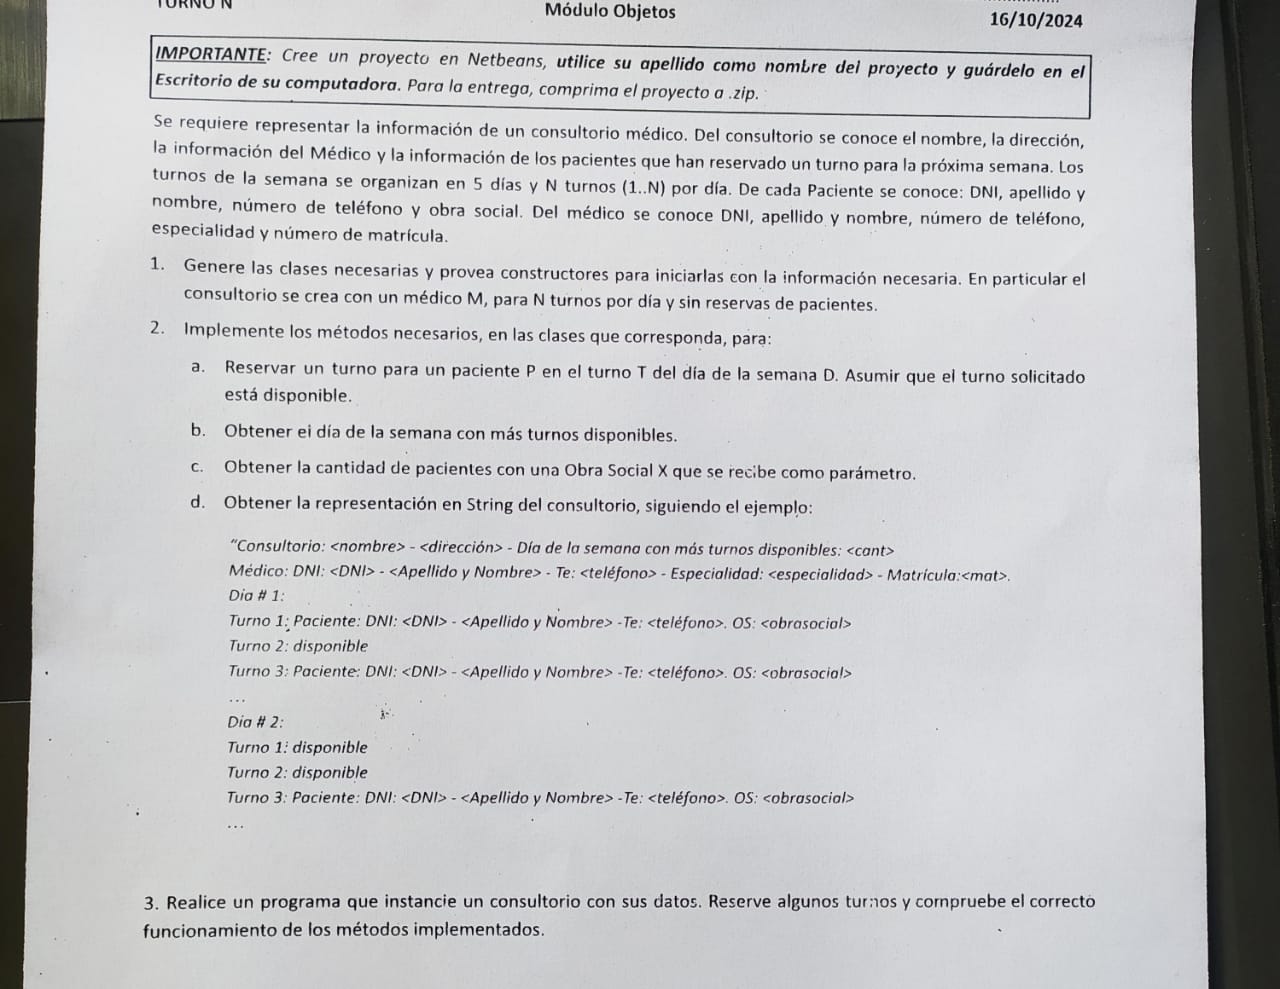 TURNO N
Módulo Objetos
16/10/2024
IMPORTANTE: Cree un proyecto en Netbeans, utilice su apellido como nombre del proyecto y guárdelo en el
Escritorio de su computadora. Para la entrega, comprima el proyecto a .zip.
Se requiere representar la información de un consultorio médico. Del consultorio se conoce el nombre, la dirección,
la información del Médico y la información de los pacientes que han reservado un turno para la próxima semana. Los
turnos de la semana se organizan en 5 días y N turnos (1..N) por día. De cada Paciente se conoce: DNI, apellido y
nombre, número de teléfono y obra social. Del médico se conoce DNI, apellido y nombre, número de teléfono,
especialidad y número de matrícula.
1. Genere las clases necesarias y provea constructores para iniciarlas con la información necesaria. En particular el
consultorio se crea con un médico M, para N turnos por día y sin reservas de pacientes.
2. Implemente los métodos necesarios, en las clases que corresponda, para:
a. Reservar un turno para un paciente P en el turno T del día de la semana D. Asumir que el turno solicitado
está disponible.
b. Obtener el día de la semana con más turnos disponibles.
c. Obtener la cantidad de pacientes con una Obra Social X que se recibe como parámetro.
d. Obtener la representación en String del consultorio, siguiendo el ejemplo:
"Consultorio: <nombre> - <dirección> - Día de la semana con más turnos disponibles: <cant>
Médico: DNI: <DNI> - <Apellido y Nombre> - Te: <teléfono> - Especialidad: <especialidad> - Matrícula:<mat>.
Dia # 1:
Turno 1: Paciente: DNI: <DNI> - <Apellido y Nombre> -Te: <teléfono>. OS: <obrasocial>
Turno 2: disponible
Turno 3: Paciente: DNI: <DNI> - <Apellido y Nombre> -Te: <teléfono>. OS: <obrasocial>
...
Día # 2:
Turno 1: disponible
Turno 2: disponible
Turno 3: Paciente: DNI: <DNI> - <Apellido y Nombre> -Te: <teléfono>. OS: <obrasocial>
...
3. Realice un programa que instancie un consultorio con sus datos. Reserve algunos turnos y compruebe el correcto
funcionamiento de los métodos implementados.